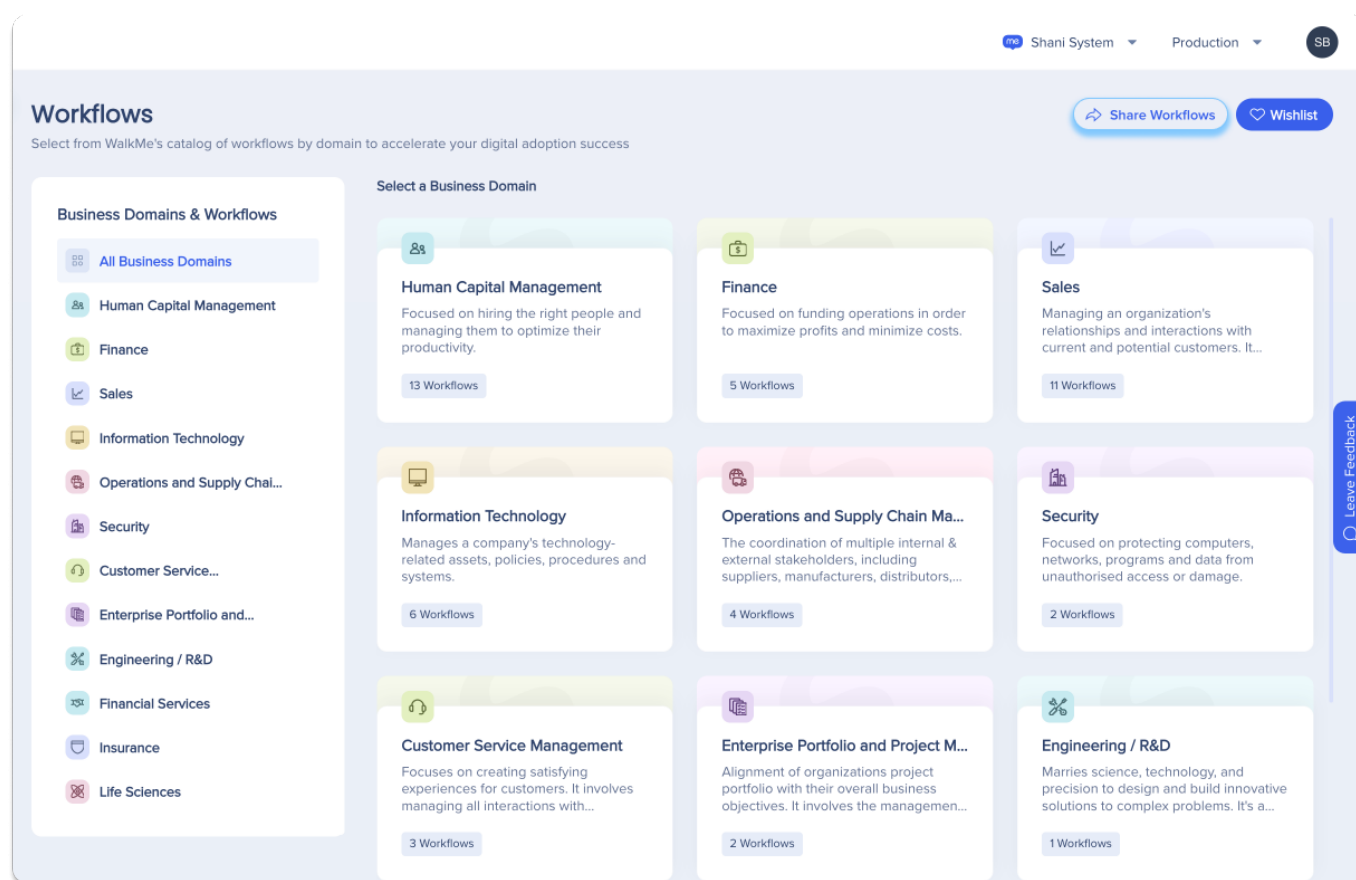 me Shani System
Production
SB
Workflows
Select from WalkMe's catalog of workflows by domain to accelerate your digital adoption success
Share Workflows
Wishlist
Business Domains & Workflows
All Business Domains
Human Capital Management
Finance
Sales
Information Technology
Operations and Supply Chai...
Security
Customer Service...
Enterprise Portfolio and...
Engineering / R&D
Financial Services
Insurance
Life Sciences
Select a Business Domain
Human Capital Management
Focused on hiring the right people and
managing them to optimize their
productivity.
13 Workflows
Finance
Focused on funding operations in order
to maximize profits and minimize costs.
5 Workflows
Sales
Managing an organization's
relationships and interactions with
current and potential customers. It...
11 Workflows
Information Technology
Manages a company's technology-
related assets, policies, procedures and
systems.
6 Workflows
Operations and Supply Chain Ma...
The coordination of multiple internal &
external stakeholders, including
suppliers, manufacturers, distributors,...
4 Workflows
Security
Focused on protecting computers,
networks, programs and data from
unauthorised access or damage.
2 Workflows
Customer Service Management
Focuses on creating satisfying
experiences for customers. It involves
managing all interactions with...
3 Workflows
Enterprise Portfolio and Project M...
Alignment of organizations project
portfolio with their overall business
objectives. It involves the managemen...
2 Workflows
Engineering / R&D
Marries science, technology, and
precision to design and build innovative
solutions to complex problems. It's a...
1 Workflows
Leave Feedback